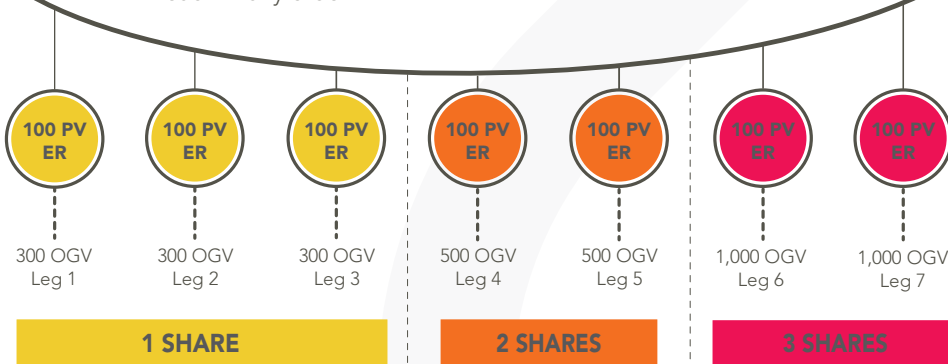 100 PV
ER
100 PV
ER
100 PV
ER
100 PV
ER
100 PV
ER
100 PV
ER
100 PV
ER
300 OGV
Leg 1
300 OGV
Leg 2
300 OGV
Leg 3
500 OGV
Leg 4
500 OGV
Leg 5
1,000 OGV
Leg 6
1,000 OGV
Leg 7
1 SHARE
2 SHARES
3 SHARES